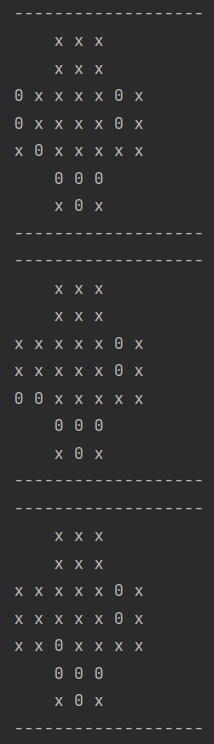 -------------------
    x x x
    x x x
0 x x x x 0 x
0 x x x x 0 x
x 0 x x x x x
    0 0 0
    x 0 x
-------------------
-------------------
    x x x
    x x x
x x x x x 0 x
x x x x x 0 x
0 0 x x x x x
    0 0 0
    x 0 x
-------------------
-------------------
    x x x
    x x x
x x x x x 0 x
x x x x x 0 x
x x 0 x x x x
    0 0 0
    x 0 x
-------------------